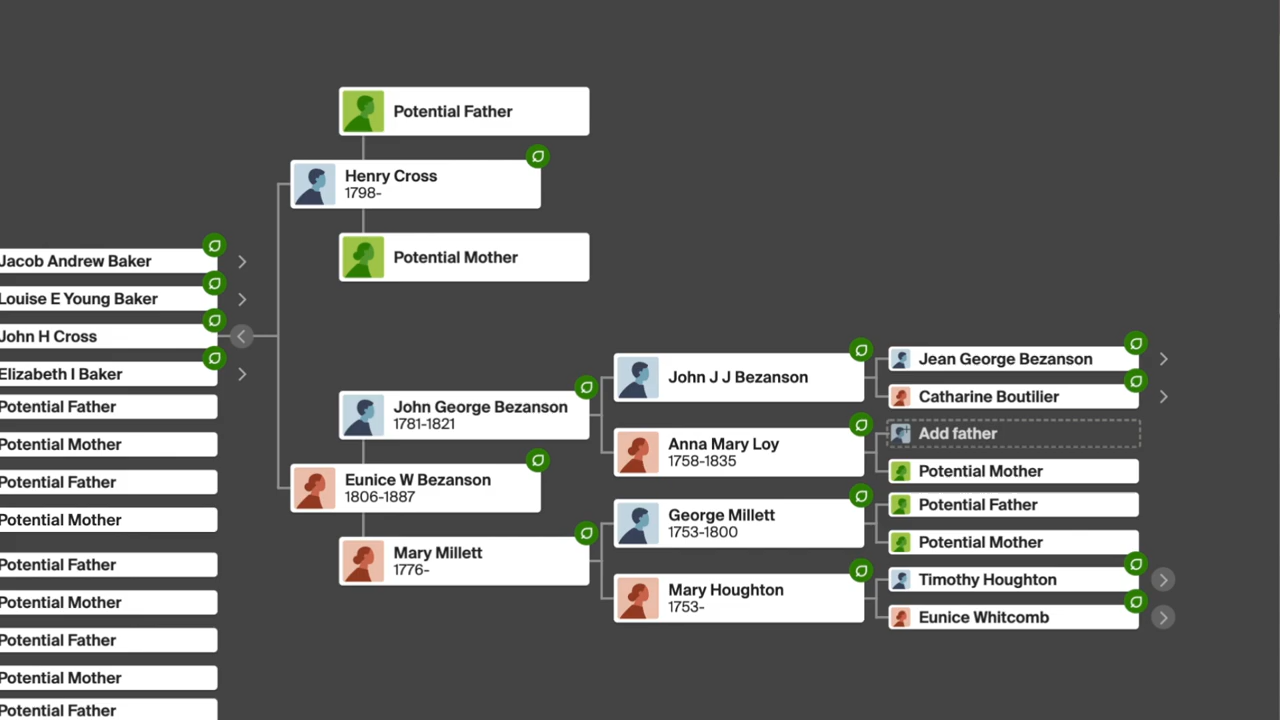 Potential Father
Henry Cross
1798-
Potential Mother
Jacob Andrew Baker
Louise E Young Baker
John H Cross
Elizabeth I Baker
Potential Father
Potential Mother
Potential Father
Potential Mother
Potential Father
Potential Mother
Potential Father
Potential Mother
Potential Father
John George Bezanson
1781-1821
Eunice W Bezanson
1806-1887
Mary Millett
1776-
John J J Bezanson
Anna Mary Loy
1758-1835
George Millett
1753-1800
Mary Houghton
1753-
Jean George Bezanson
Catharine Boutilier
Add father
Potential Mother
Potential Father
Potential Mother
Timothy Houghton
Eunice Whitcomb